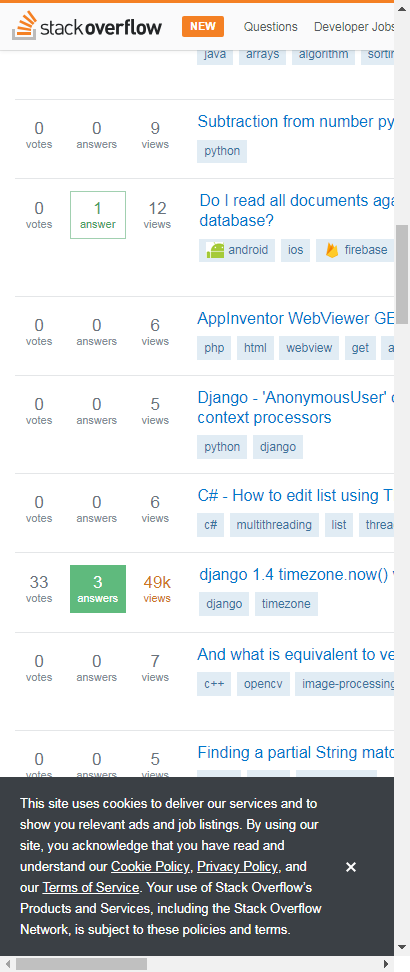 stackoverflow NEW Questions Developer Jobs
java arrays algorithm sortin
0 0 9 Subtraction from number py
votes answers views
python
0 1 12 Do I read all documents aga
votes answer views database?
android ios firebase
0 0 6 AppInventor WebViewer GE
votes answers views
php html webview get a
0 0 5 Django - 'AnonymousUser' o
votes answers views context processors
python django
0 0 6 C# - How to edit list using T
votes answers views
c# multithreading list threa
33 3 49k django 1.4 timezone.now() v
votes answers views
django timezone
0 0 7 And what is equivalent to ve
votes answers views
c++ opencv image-processing
0 0 5 Finding a partial String matc
votes answers views
This site uses cookies to deliver our services and to
show you relevant ads and job listings. By using our
site, you acknowledge that you have read and
understand our Cookie Policy, Privacy Policy, and
our Terms of Service. Your use of Stack Overflow's
Products and Services, including the Stack Overflow
Network, is subject to these policies and terms.